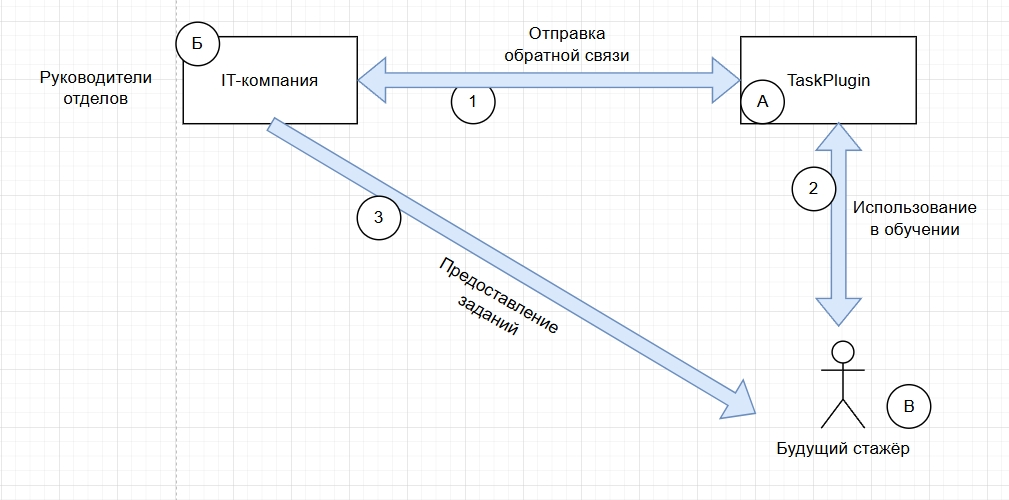 Руководители
отделов
Б
IT-компания
Отправка
обратной связи
1
TaskPlugin
А
2
Использование
в обучении
3
Предоставление
заданий
В
Будущий стажёр